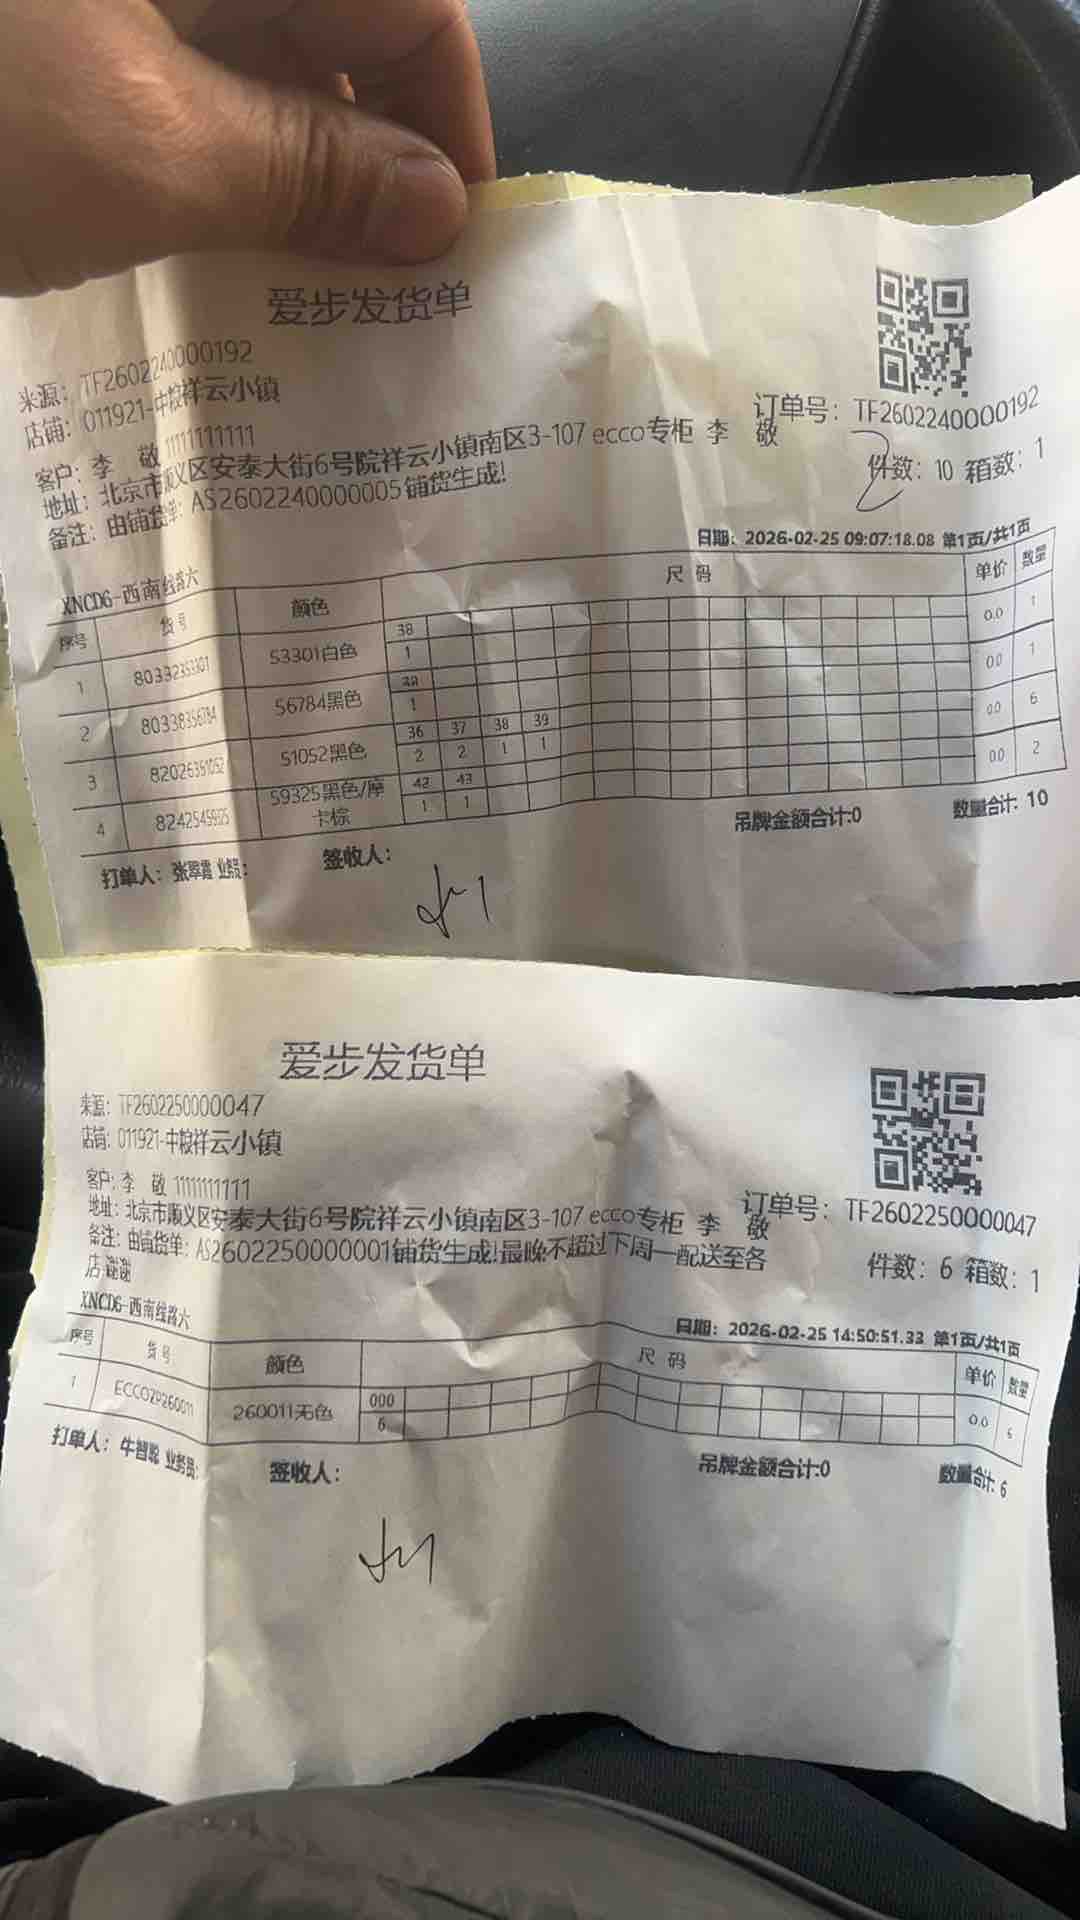 爱步发货单
来源：TF2602240000192
店铺：011921-中粮祥云小镇
订单号：TF2602240000192
客户：李 敬 11111111111
地址：北京市顺义区安泰大街6号院祥云小镇南区3-107 ecco专柜 李 敬
件数：10 箱数：1
2
备注：由铺货单：AS2602240000005铺货生成!
日期：2026-02-25 09:07:18.08 第1页/共1页
XNCD6-西南线路六
序号 货号 颜色 尺 码 单价 数量
38
1 80332353301 53301白色 1 0.0 1
2 80338356784 56784黑色 1 0.0 1
36 37 38 39
3 82026351052 51052黑色 2 2 1 1 0.0 6
42 43
4 59325黑色/摩卡棕 1 1 0.0 2
吊牌金额合计:0 数量合计: 10
打单人：张翠霞 业务员： 签收人：
爱步发货单
来源：TF2602250000047
店铺：011921-中粮祥云小镇
订单号：TF2602250000047
客户：李 敬 11111111111
地址：北京市顺义区安泰大街6号院祥云小镇南区3-107 ecco专柜 李 敬
件数：6 箱数：1
备注：由铺货单：AS2602250000001铺货生成!最晚不超过下周一配送至各
店 谢谢
XNCD6-西南线路六
日期：2026-02-25 14:50:51.33 第1页/共1页
序号 货号 颜色 尺 码 单价 数量
000
1 ECCOZP260011 260011无色 6 0.0 6
吊牌金额合计:0 数量合计: 6
打单人：牛智聪 业务员： 签收人：